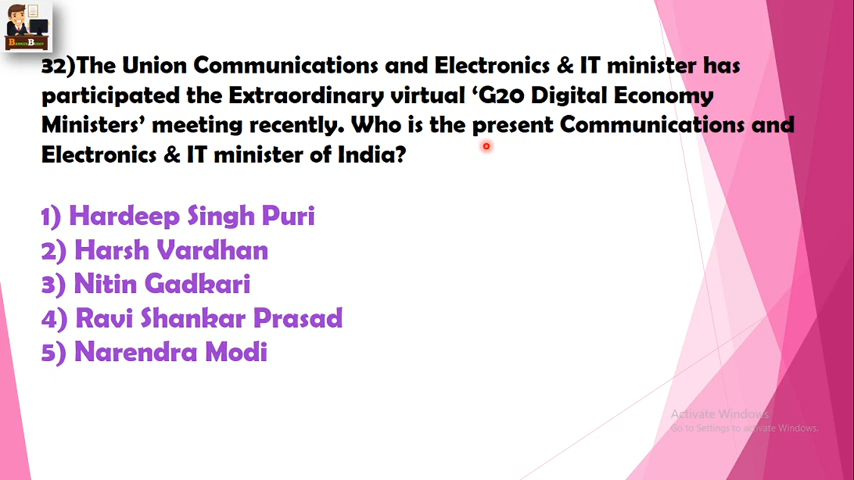 32)The Union Communications and Electronics & IT minister has
participated the Extraordinary virtual ‘G20 Digital Economy
Ministers’ meeting recently. Who is the present Communications and
Electronics & IT minister of India?
1) Hardeep Singh Puri
2) Harsh Vardhan
3) Nitin Gadkari
4) Ravi Shankar Prasad
5) Narendra Modi
Activate Windows
Go to Settings to activate Windows.